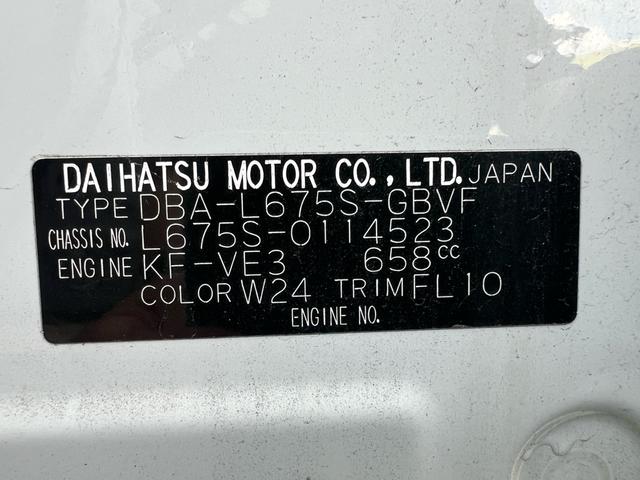 DAIHATSU MOTOR CO.,LTD. JAPAN
TYPE DBA-L675S-GBVF
CHASSIS NO. L675S-0114523
ENGINE KF-VE3 658cc
COLOR W24 TRIM FL10
ENGINE NO.